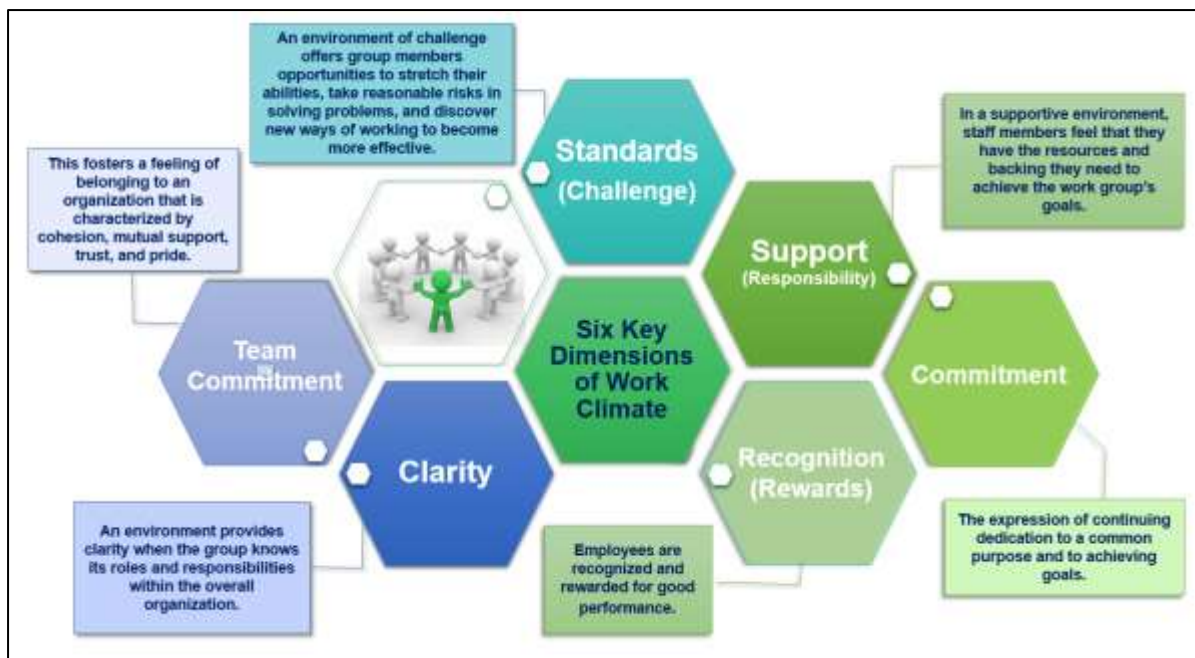 An environment of challenge
offers group members
opportunities to stretch their
abilities, take reasonable risks in
solving problems, and discover
new ways of working to become
more effective.
Standards
(Challenge)
In a supportive environment,
staff members feel that they
have the resources and
backing they need to
achieve the work group's
goals.
This fosters a feeling of
belonging to an
organization that is
characterized by
cohesion, mutual support,
trust, and pride.
Support
(Responsibility)
Team
Commitment
Six Key
Dimensions
of Work
Climate
Commitment
Clarity
Recognition
(Rewards)
An environment provides
clarity when the group knows
its roles and responsibilities
within the overall
organization.
Employees are
recognized and
rewarded for good
performance.
The expression of continuing
dedication to a common
purpose and to achieving
goals.